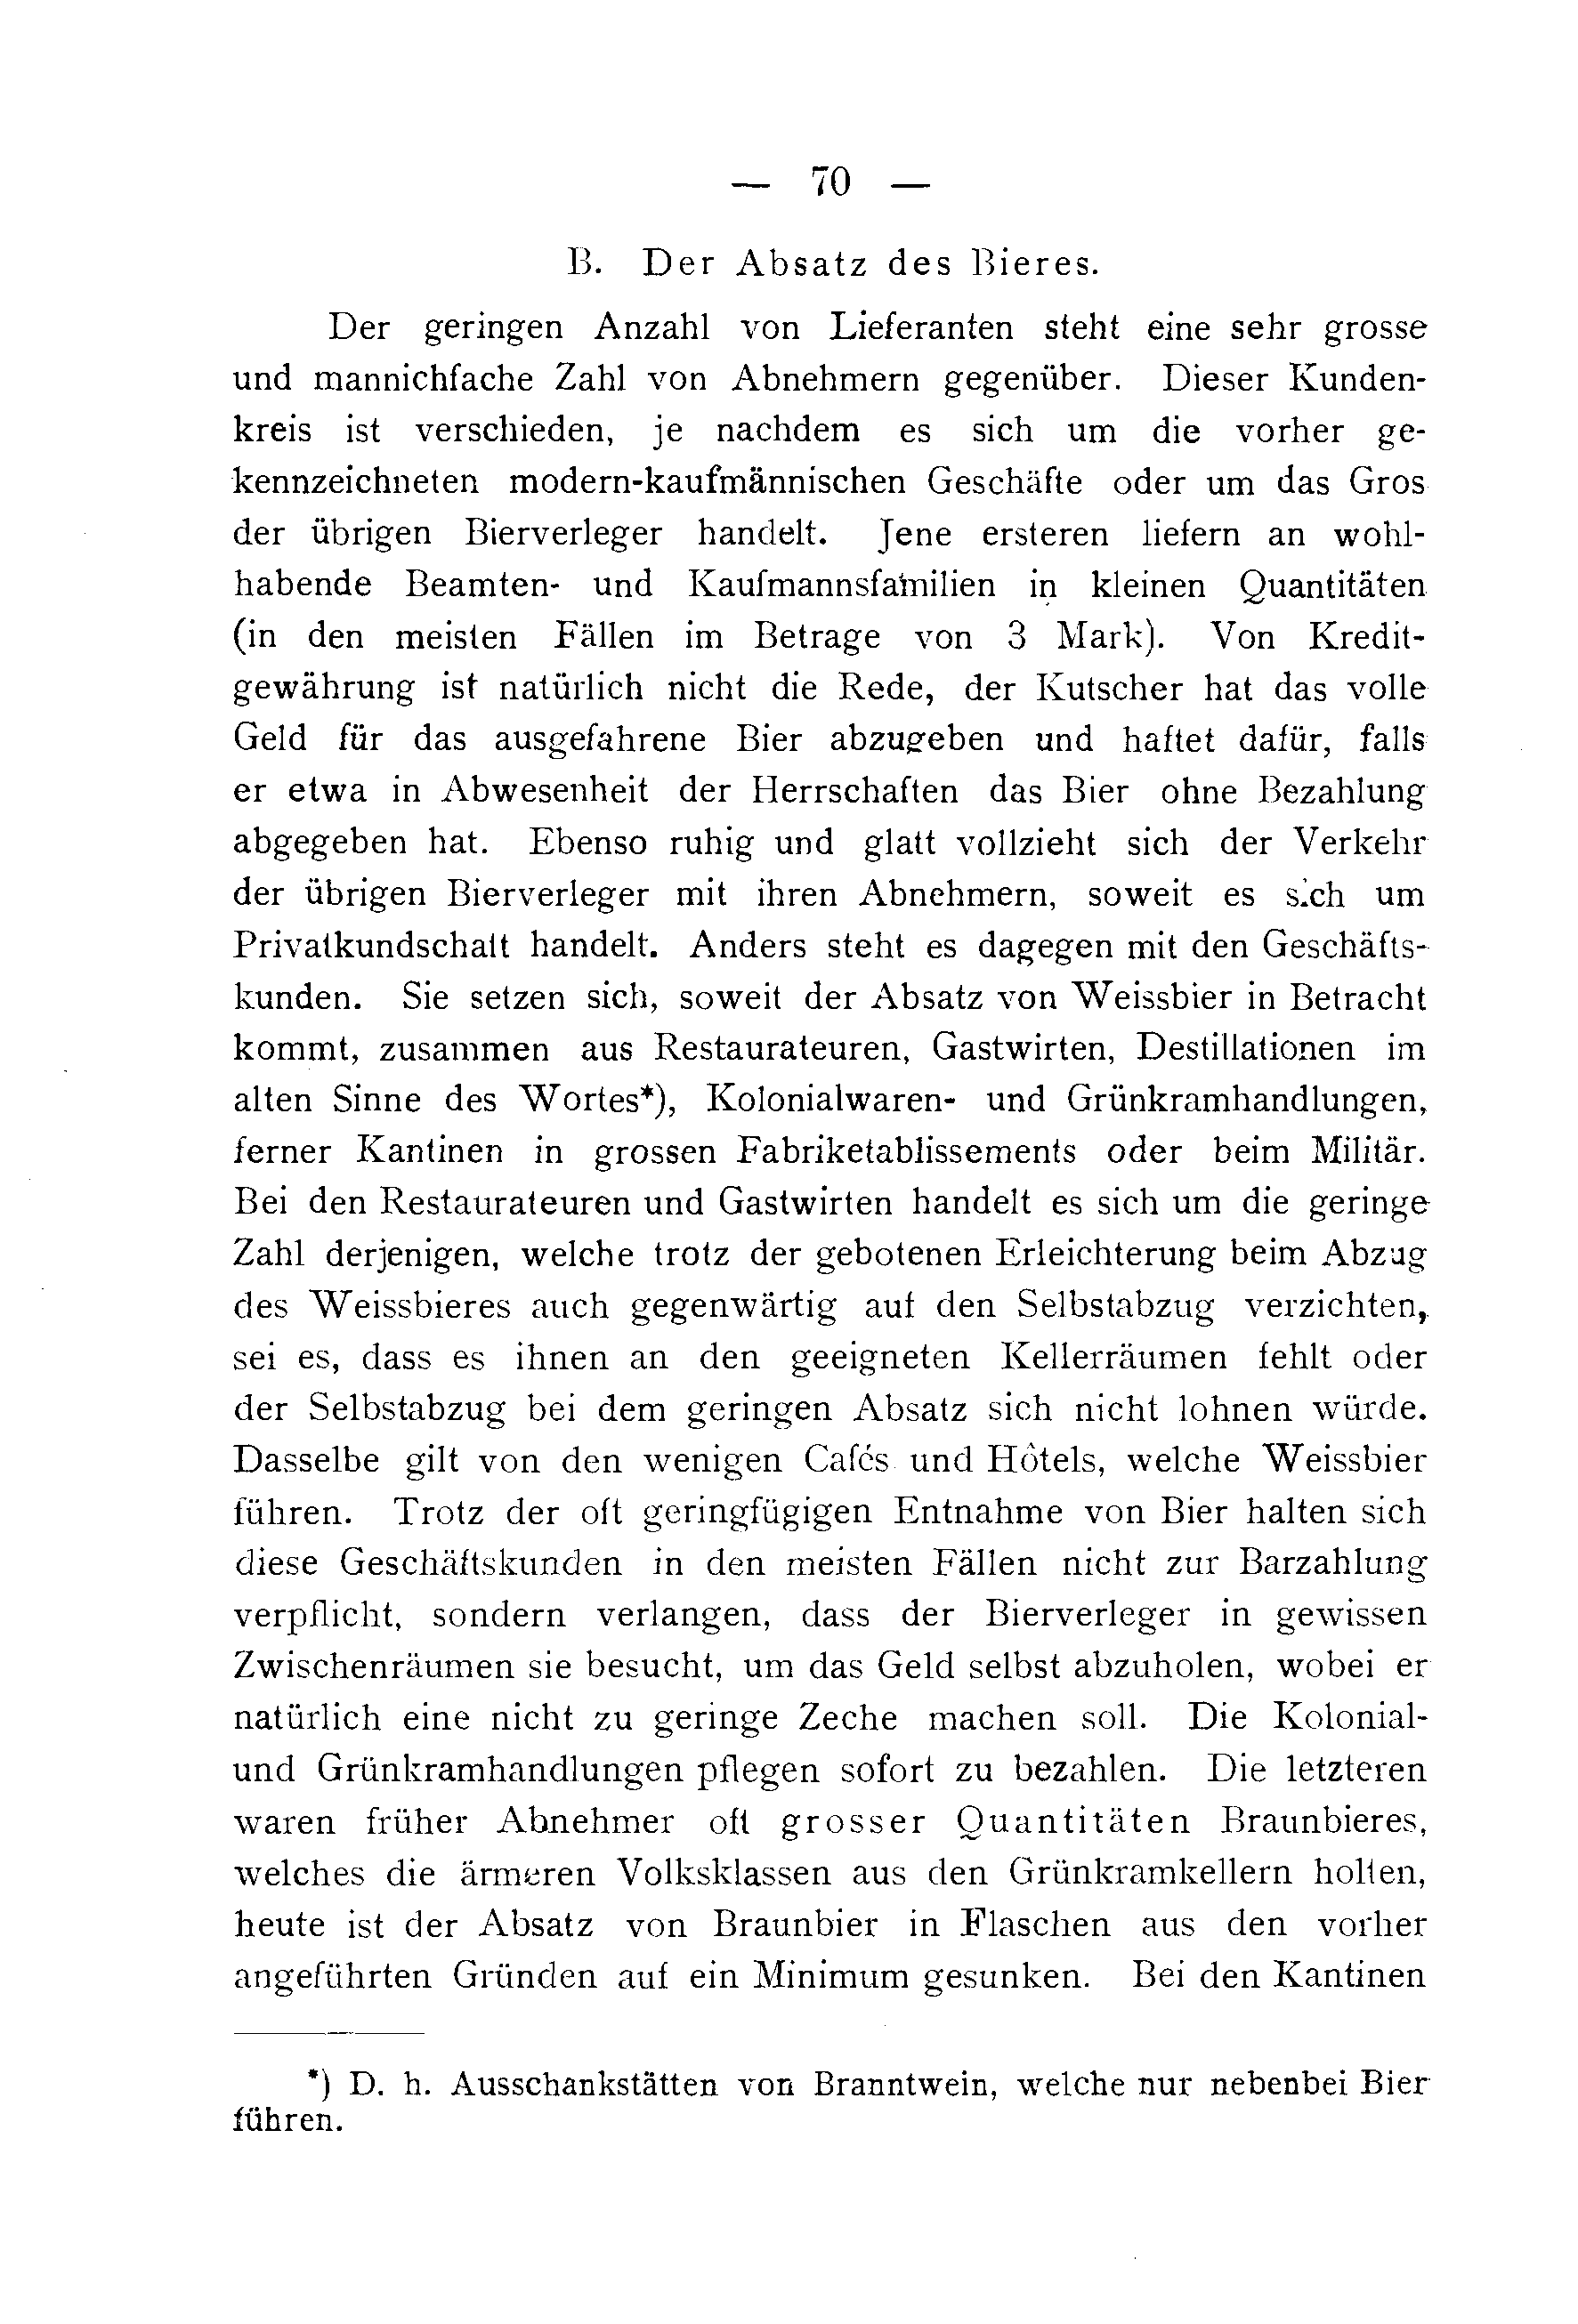 — 70 —
B. Der Absatz des Bieres.
Der geringen Anzahl von Lieferanten steht eine sehr grosse
und mannichfache Zahl von Abnehmern gegenüber. Dieser Kunden-
kreis ist verschieden, je nachdem es sich um die vorher ge-
kennzeichneten modern-kaufmännischen Geschäfte oder um das Gros
der übrigen Bierverleger handelt. Jene ersteren liefern an wohl-
habende Beamten- und Kaufmannsfamilien in kleinen Quantitäten
(in den meisten Fällen im Betrage von 3 Mark). Von Kredit-
gewährung ist natürlich nicht die Rede, der Kutscher hat das volle
Geld für das ausgefahrene Bier abzugeben und haftet dafür, falls
er etwa in Abwesenheit der Herrschaften das Bier ohne Bezahlung
abgegeben hat. Ebenso ruhig und glatt vollzieht sich der Verkehr
der übrigen Bierverleger mit ihren Abnehmern, soweit es sich um
Privatkundschaft handelt. Anders steht es dagegen mit den Geschäfts-
kunden. Sie setzen sich, soweit der Absatz von Weissbier in Betracht
kommt, zusammen aus Restaurateuren, Gastwirten, Destillationen im
alten Sinne des Wortes*), Kolonialwaren- und Grünkramhandlungen,
ferner Kantinen in grossen Fabriketablissements oder beim Militär.
Bei den Restaurateuren und Gastwirten handelt es sich um die geringe
Zahl derjenigen, welche trotz der gebotenen Erleichterung beim Abzug
des Weissbieres auch gegenwärtig auf den Selbstabzug verzichten,
sei es, dass es ihnen an den geeigneten Kellerräumen fehlt oder
der Selbstabzug bei dem geringen Absatz sich nicht lohnen würde.
Dasselbe gilt von den wenigen Cafés und Hôtels, welche Weissbier
führen. Trotz der oft geringfügigen Entnahme von Bier halten sich
diese Geschäftskunden in den meisten Fällen nicht zur Barzahlung
verpflicht, sondern verlangen, dass der Bierverleger in gewissen
Zwischenräumen sie besucht, um das Geld selbst abzuholen, wobei er
natürlich eine nicht zu geringe Zeche machen soll. Die Kolonial-
und Grünkramhandlungen pflegen sofort zu bezahlen. Die letzteren
waren früher Abnehmer oft grosser Quantitäten Braunbieres,
welches die ärmeren Volksklassen aus den Grünkramkellern holten,
heute ist der Absatz von Braunbier in Flaschen aus den vorher
angeführten Gründen auf ein Minimum gesunken. Bei den Kantinen
*) D. h. Ausschankstätten von Branntwein, welche nur nebenbei Bier
führen.